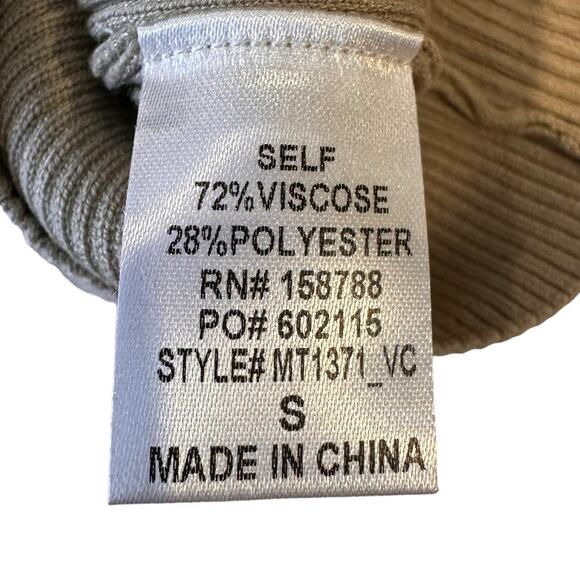 SELF
72%VISCOSE
28%POLYESTER
RN# 158788
PO# 602115
STYLE# MT1371_VC
S
MADE IN CHINA